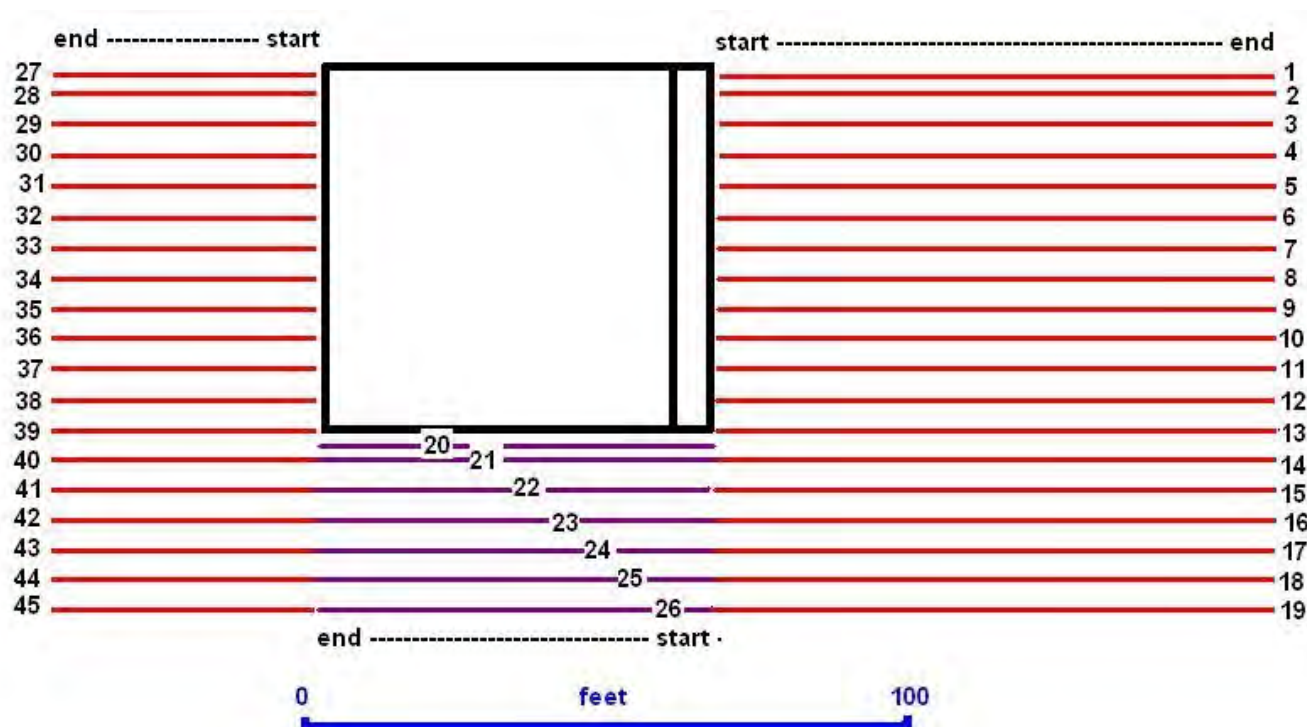 end ------------------ start
start ----------------------------------------------------- end
27 1
28 2
29 3
30 4
31 5
32 6
33 7
34 8
35 9
36 10
37 11
38 12
39 13
20
40 21 14
41 22 15
42 23 16
43 24 17
44 25 18
45 26 19
end --------------------------------- start
0 feet 100